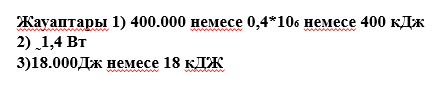 Жауаптары 1) 400.000 немесе 0,4*10⁶ немесе 400 кДж
2) ~1,4 Вт
3)18.000Дж немесе 18 кДЖ